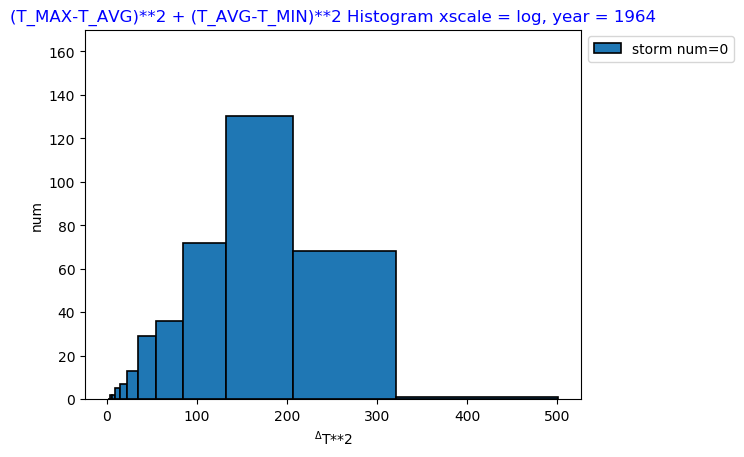 (T_MAX-T_AVG)**2 + (T_AVG-T_MIN)**2 Histogram xscale = log, year = 1964
storm num=0
160
140
120
100
80
60
40
20
0
num
0 100 200 300 400 500
ΔT**2